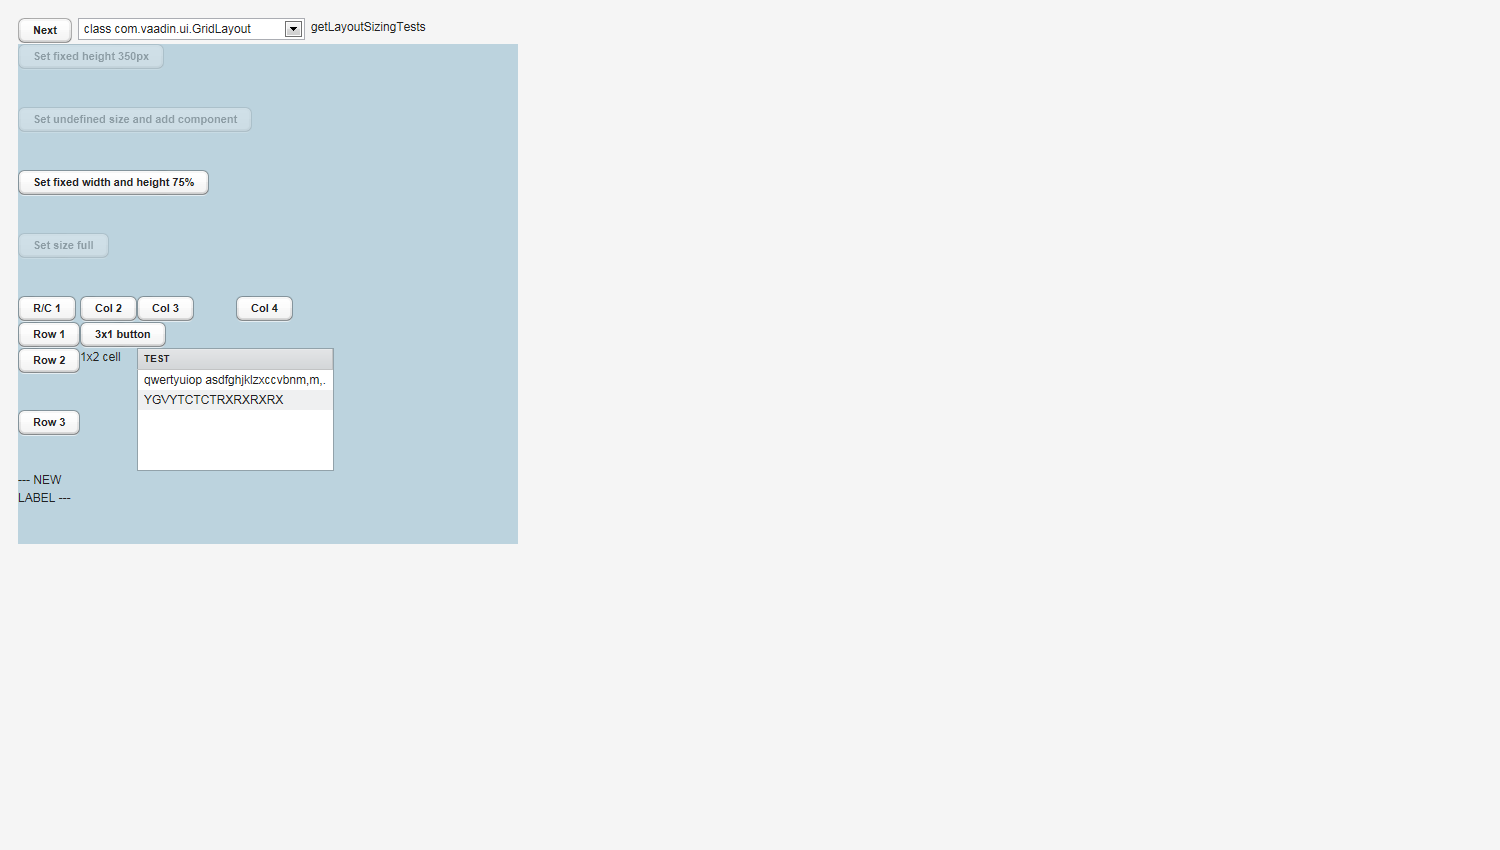 Next class com.vaadin.ui.GridLayout getLayoutSizingTests
Set fixed height 350px
Set undefined size and add component
Set fixed width and height 75%
Set size full
R/C 1 Col 2 Col 3 Col 4
Row 1 3x1 button
Row 2 1x2 cell TEST
qwertyuiop asdfghjklzxccvbnm,m,.
YGVYTCTCTRXRXRXRX
Row 3
--- NEW
LABEL ---